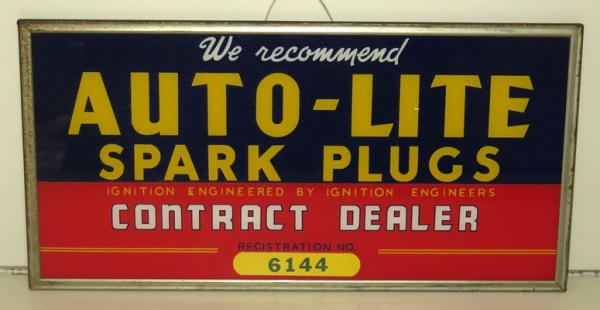 We recommend
AUTO-LITE
SPARK PLUGS
IGNITION ENGINEERED BY IGNITION ENGINEERS
CONTRACT DEALER
REGISTRATION NO.
6144